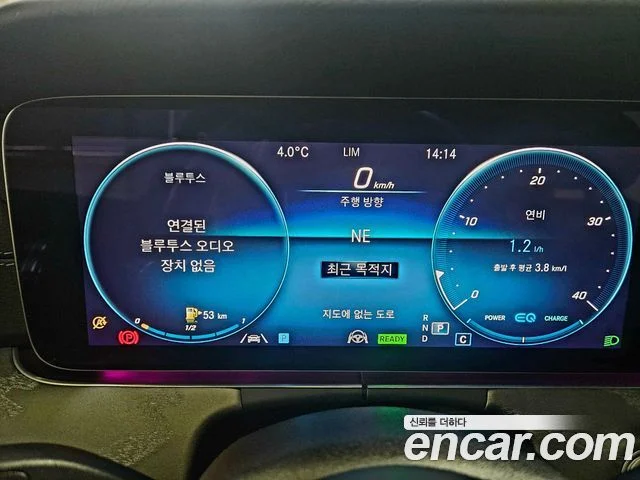 4.0°C LIM 14:14
블루투스
연결된
블루투스 오디오
장치 없음
53 km
0 1/2 1
0 km/h
주행 방향
NE
최근 목적지
지도에 없는 도로
P
READY
R
N P
D C
연비
1.2 l/h
출발 후 평균 3.8 km/l
0 10 20 30 40
POWER EQ CHARGE
(P)
신뢰를 더하다
encar.com